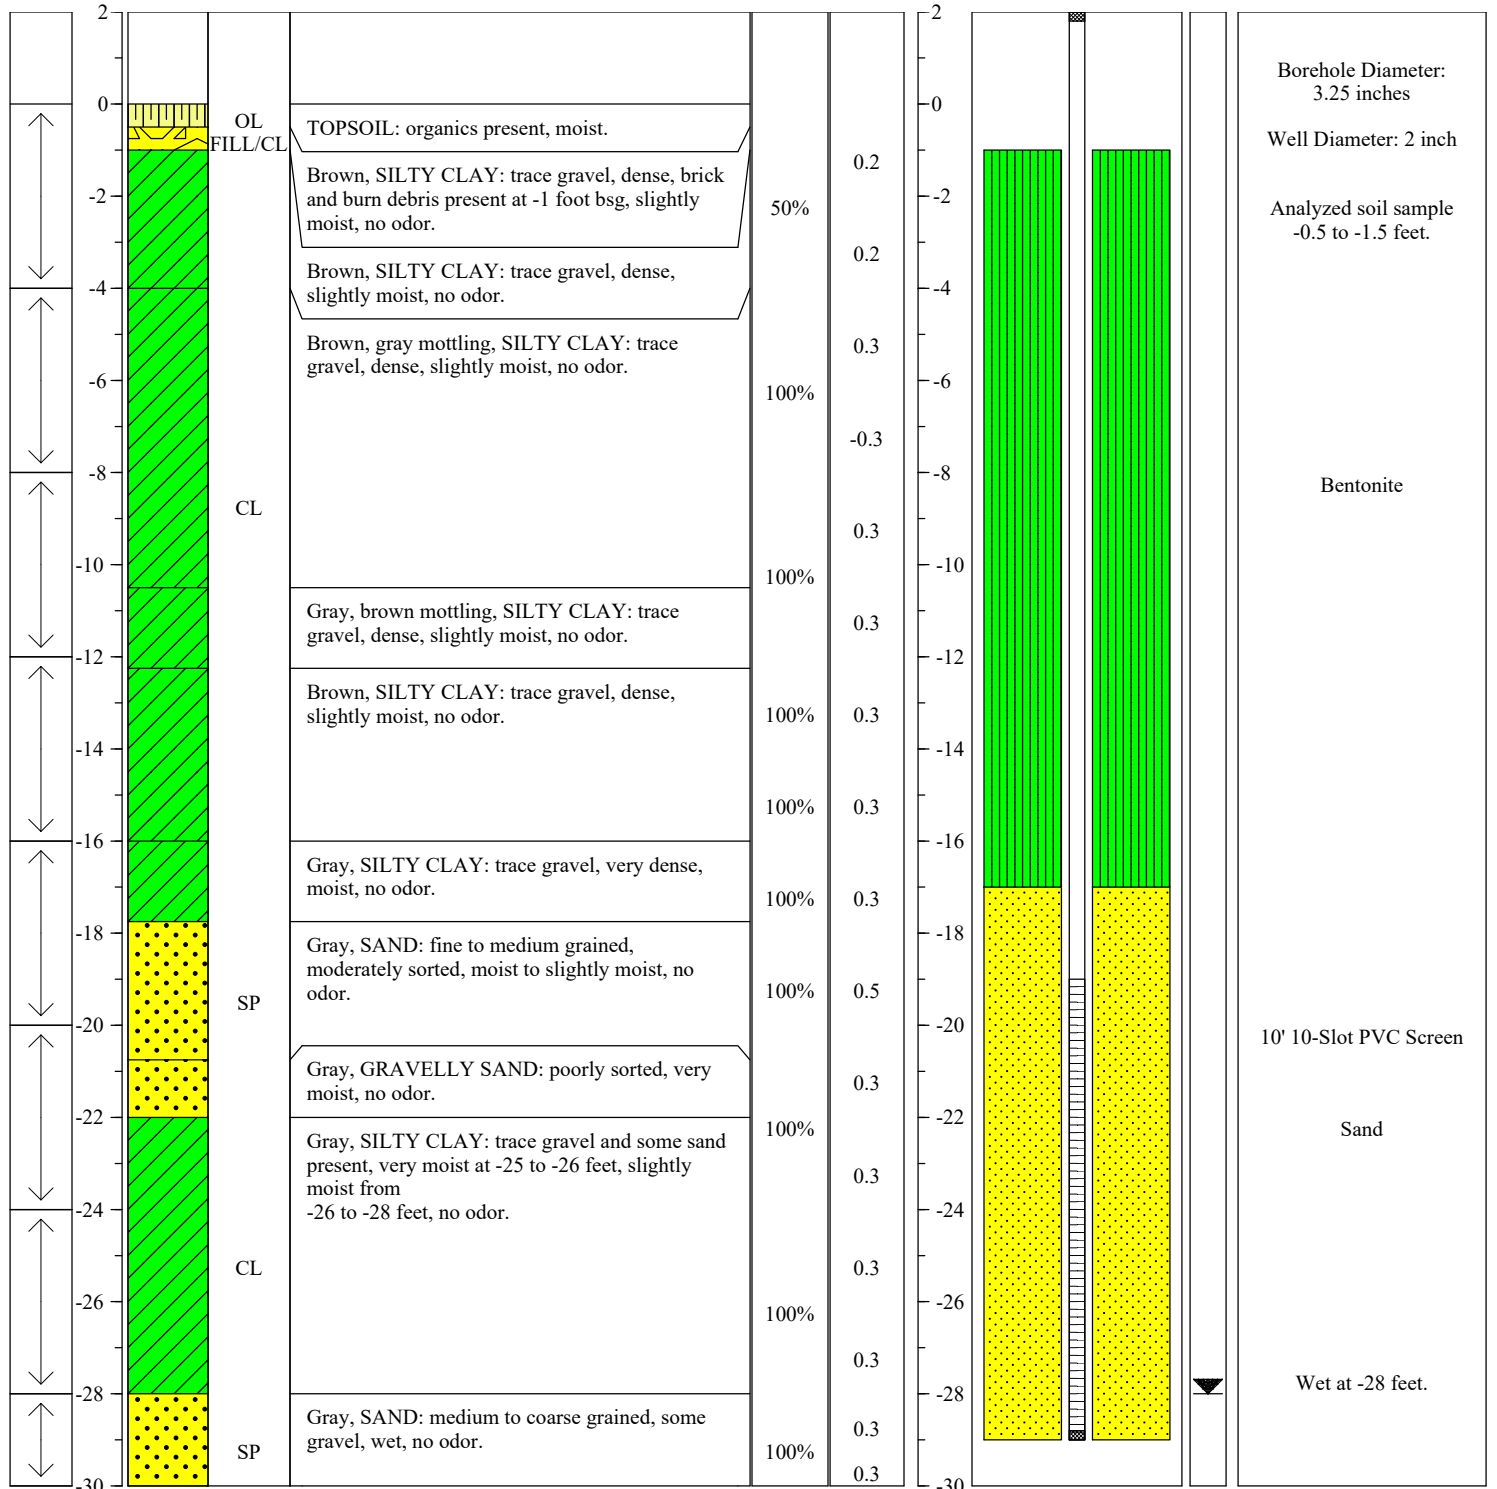 2
0
-2
-4
-6
-8
-10
-12
-14
-16
-18
-20
-22
-24
-26
-28
-30
OL
FILL/CL
CL
SP
CL
SP
TOPSOIL: organics present, moist.
Brown, SILTY CLAY: trace gravel, dense, brick
and burn debris present at -1 foot bsg, slightly
moist, no odor.
Brown, SILTY CLAY: trace gravel, dense,
slightly moist, no odor.
Brown, gray mottling, SILTY CLAY: trace
gravel, dense, slightly moist, no odor.
Gray, brown mottling, SILTY CLAY: trace
gravel, dense, slightly moist, no odor.
Brown, SILTY CLAY: trace gravel, dense,
slightly moist, no odor.
Gray, SILTY CLAY: trace gravel, very dense,
moist, no odor.
Gray, SAND: fine to medium grained,
moderately sorted, moist to slightly moist, no
odor.
Gray, GRAVELLY SAND: poorly sorted, very
moist, no odor.
Gray, SILTY CLAY: trace gravel and some sand
present, very moist at -25 to -26 feet, slightly
moist from
-26 to -28 feet, no odor.
Gray, SAND: medium to coarse grained, some
gravel, wet, no odor.
50%
100%
100%
100%
100%
100%
100%
100%
100%
100%
0.2
0.2
0.3
-0.3
0.3
0.3
0.3
0.3
0.3
0.5
0.3
0.3
0.3
0.3
0.3
0.3
2
0
-2
-4
-6
-8
-10
-12
-14
-16
-18
-20
-22
-24
-26
-28
-30
Borehole Diameter:
3.25 inches
Well Diameter: 2 inch
Analyzed soil sample
-0.5 to -1.5 feet.
Bentonite
10' 10-Slot PVC Screen
Sand
Wet at -28 feet.